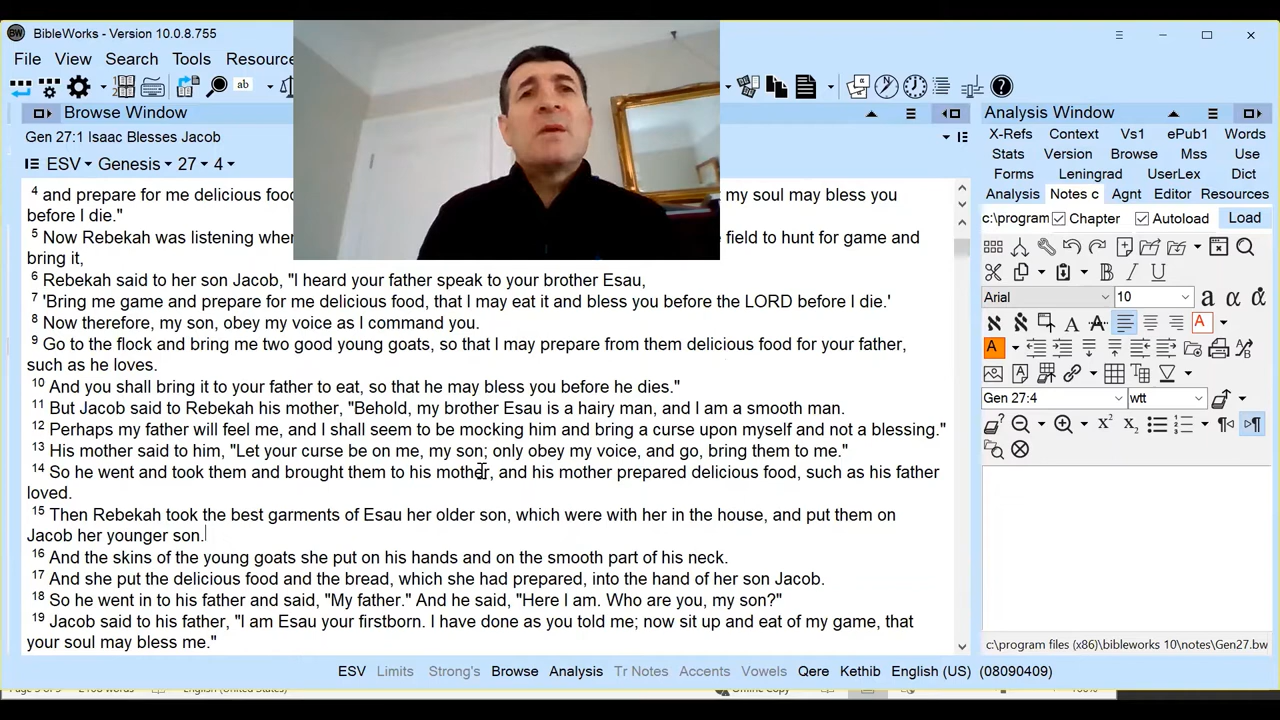 BibleWorks - Version 10.0.8.755
File View Search Tools Resource
Browse Window
Gen 27:1 Isaac Blesses Jacob
ESV Genesis 27 4
4 and prepare for me delicious food my soul may bless you
before I die."
5 Now Rebekah was listening when field to hunt for game and
bring it,
6 Rebekah said to her son Jacob, "I heard your father speak to your brother Esau,
7 'Bring me game and prepare for me delicious food, that I may eat it and bless you before the LORD before I die.'
8 Now therefore, my son, obey my voice as I command you.
9 Go to the flock and bring me two good young goats, so that I may prepare from them delicious food for your father,
such as he loves.
10 And you shall bring it to your father to eat, so that he may bless you before he dies."
11 But Jacob said to Rebekah his mother, "Behold, my brother Esau is a hairy man, and I am a smooth man.
12 Perhaps my father will feel me, and I shall seem to be mocking him and bring a curse upon myself and not a blessing."
13 His mother said to him, "Let your curse be on me, my son; only obey my voice, and go, bring them to me."
14 So he went and took them and brought them to his mother, and his mother prepared delicious food, such as his father
loved.
15 Then Rebekah took the best garments of Esau her older son, which were with her in the house, and put them on
Jacob her younger son.
16 And the skins of the young goats she put on his hands and on the smooth part of his neck.
17 And she put the delicious food and the bread, which she had prepared, into the hand of her son Jacob.
18 So he went in to his father and said, "My father." And he said, "Here I am. Who are you, my son?"
19 Jacob said to his father, "I am Esau your firstborn. I have done as you told me; now sit up and eat of my game, that
your soul may bless me."
ESV Limits Strong's Browse Analysis Tr Notes Accents Vowels Qere Kethib English (US) (08090409)
Analysis Window
X-Refs Context Vs1 ePub1 Words
Stats Version Browse Mss Use
Forms Leningrad UserLex Dict
Analysis Notes c Agnt Editor Resources
c:\program Chapter Autoload Load
B I U
Arial 10
Gen 27:4 wtt
c:\program files (x86)\bibleworks 10\notes\Gen27.bw